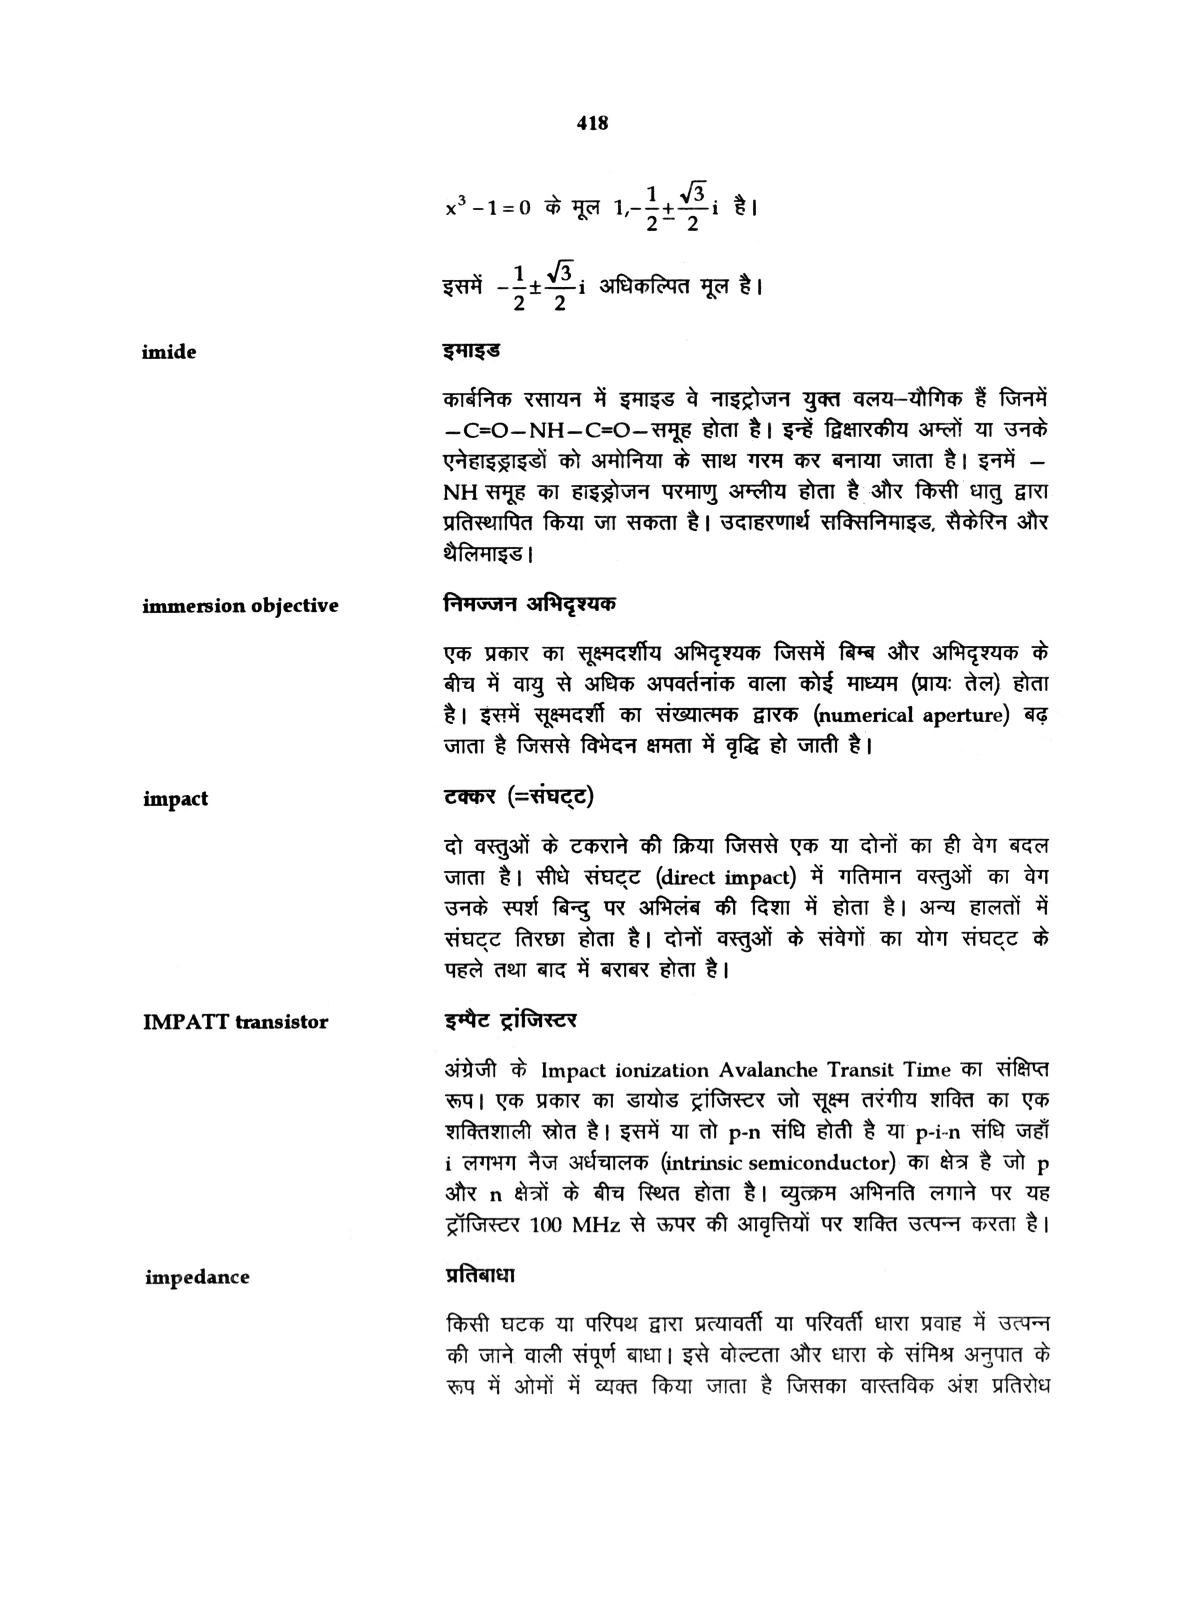 418
x³ – 1 = 0 के मूल 1, -1/2 ± √3/2 i है।
इसमें -1/2 ± √3/2 i अधिकल्पित मूल है।
imide इमाइड
कार्बनिक रसायन में इमाइड वे नाइट्रोजन युक्त वलय–यौगिक हैं जिनमें
–C=O–NH–C=O–समूह होता है। इन्हें द्विक्षारकीय अम्लों या उनके
एनेहाइड्राइडों को अमोनिया के साथ गरम कर बनाया जाता है। इनमें –
NH समूह का हाइड्रोजन परमाणु अम्लीय होता है और किसी धातु द्वारा
प्रतिस्थापित किया जा सकता है। उदाहरणार्थ सक्सिनिमाइड, सैकेरिन और
थैलिमाइड।
immersion objective निमज्जन अभिदृश्यक
एक प्रकार का सूक्ष्मदर्शीय अभिदृश्यक जिसमें बिम्ब और अभिदृश्यक के
बीच में वायु से अधिक अपवर्तनांक वाला कोई माध्यम (प्रायः तेल) होता
है। इसमें सूक्ष्मदर्शी का संख्यात्मक द्वारक (numerical aperture) बढ़
जाता है जिससे विभेदन क्षमता में वृद्धि हो जाती है।
impact टक्कर (=संघट्ट)
दो वस्तुओं के टकराने की क्रिया जिससे एक या दोनों का ही वेग बदल
जाता है। सीधे संघट्ट (direct impact) में गतिमान वस्तुओं का वेग
उनके स्पर्श बिन्दु पर अभिलंब की दिशा में होता है। अन्य हालतों में
संघट्ट तिरछा होता है। दोनों वस्तुओं के संवेगों का योग संघट्ट के
पहले तथा बाद में बराबर होता है।
IMPATT transistor इम्पैट ट्रांजिस्टर
अंग्रेजी के Impact ionization Avalanche Transit Time का संक्षिप्त
रूप। एक प्रकार का डायोड ट्रांजिस्टर जो सूक्ष्म तरंगीय शक्ति का एक
शक्तिशाली स्रोत है। इसमें या तो p-n संधि होती है या p-i-n संधि जहाँ
i लगभग नैज अर्धचालक (intrinsic semiconductor) का क्षेत्र है जो p
और n क्षेत्रों के बीच स्थित होता है। व्युत्क्रम अभिनति लगाने पर यह
ट्रॉजिस्टर 100 MHz से ऊपर की आवृत्तियों पर शक्ति उत्पन्न करता है।
impedance प्रतिबाधा
किसी घटक या परिपथ द्वारा प्रत्यावर्ती या परिवर्ती धारा प्रवाह में उत्पन्न
की जाने वाली संपूर्ण बाधा। इसे वोल्टता और धारा के संमिश्र अनुपात के
रूप में ओमों में व्यक्त किया जाता है जिसका वास्तविक अंश प्रतिरोध